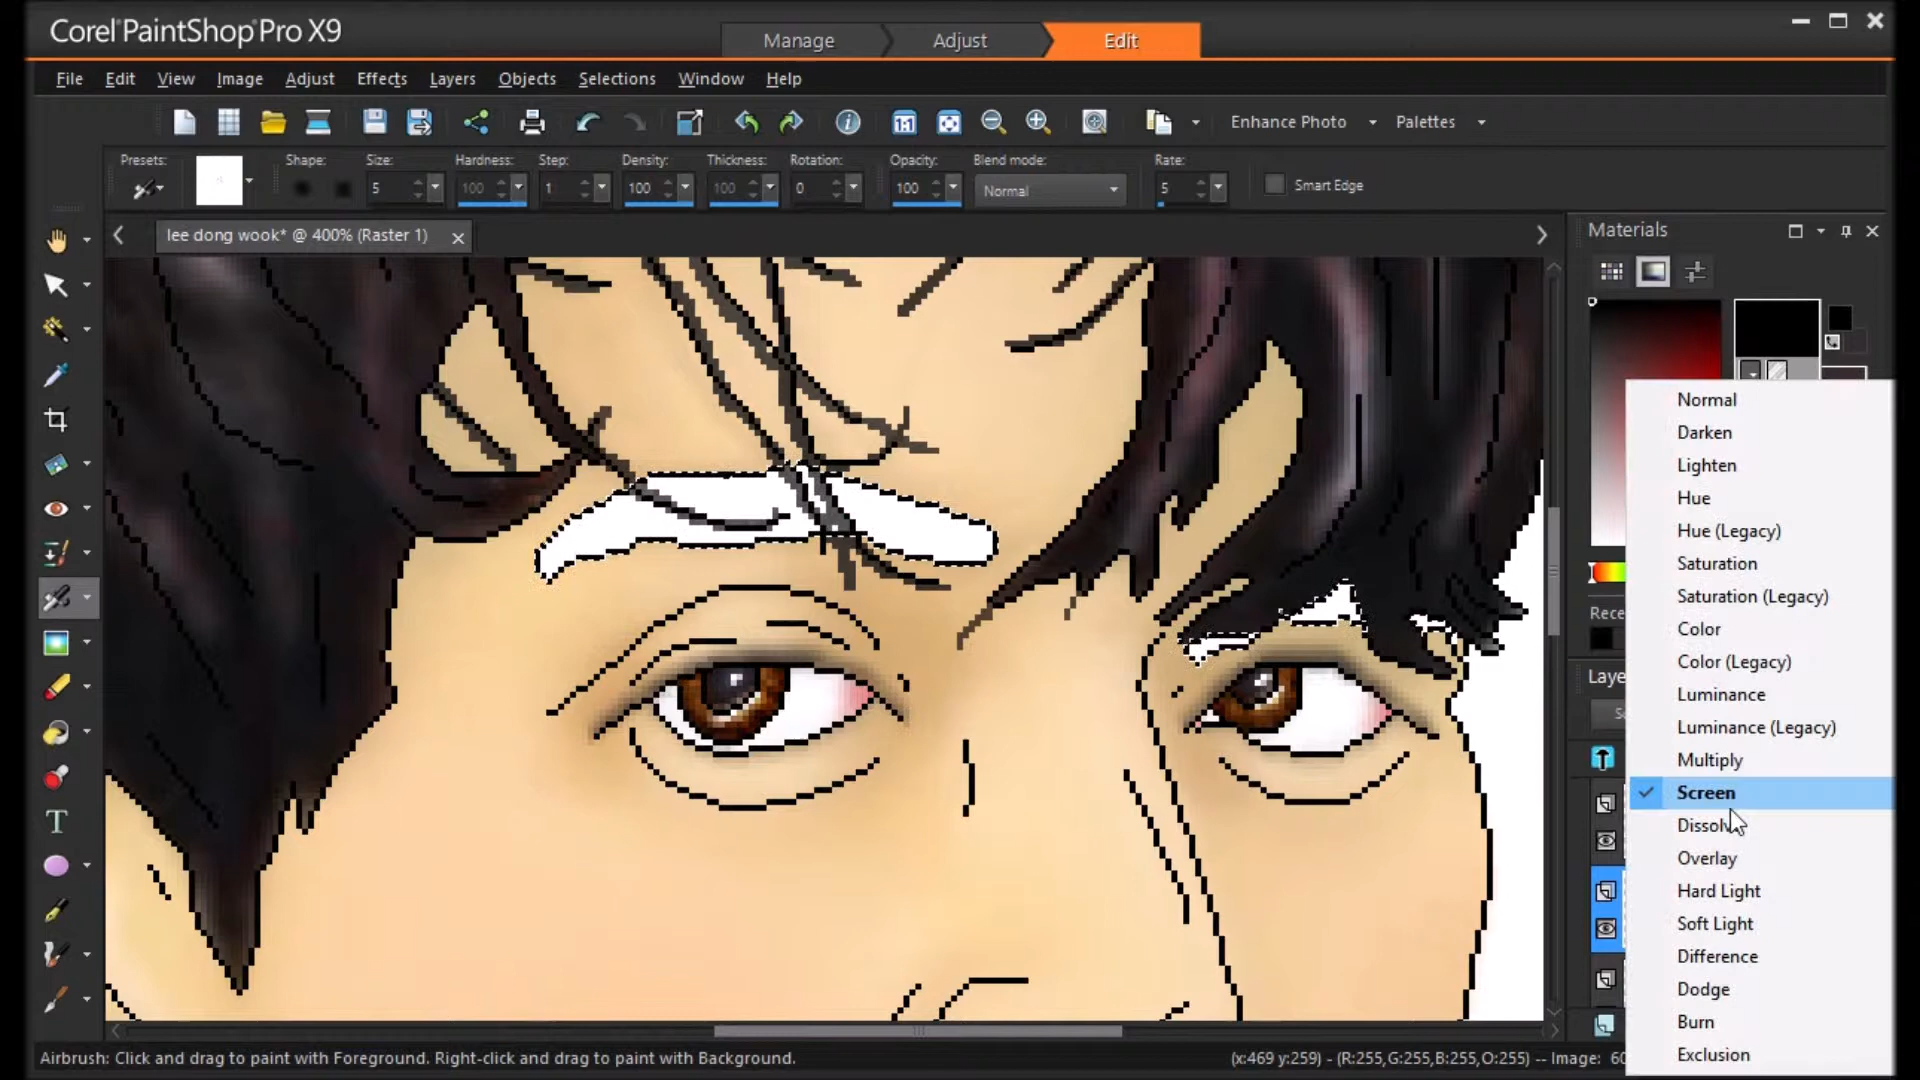 Corel PaintShop Pro X9
Manage Adjust Edit
File Edit View Image Adjust Effects Layers Objects Selections Window Help
1:1 Enhance Photo Palettes
Presets: Shape: Size: Hardness: Step: Density: Thickness: Rotation: Opacity: Blend mode: Rate:
5 100 1 100 100 0 100 Normal 5 Smart Edge
lee dong wook* @ 400% (Raster 1)
Materials
Normal
Darken
Lighten
Hue
Hue (Legacy)
Saturation
Saturation (Legacy)
Color
Color (Legacy)
Luminance
Luminance (Legacy)
Multiply
Screen
Dissolve
Overlay
Hard Light
Soft Light
Difference
Dodge
Burn
Exclusion
Rece
Laye
T
Airbrush: Click and drag to paint with Foreground. Right-click and drag to paint with Background.
(x:469 y:259) - (R:255,G:255,B:255,O:255) -- Image: 60